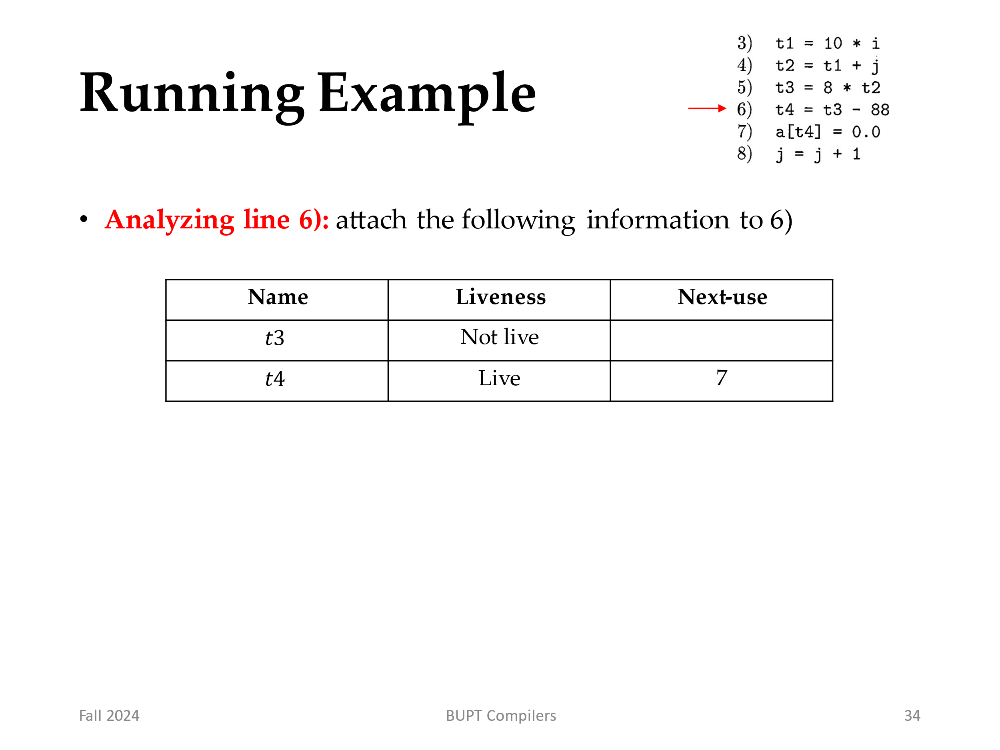 Running Example
3) t1 = 10 * i
4) t2 = t1 + j
5) t3 = 8 * t2
6) t4 = t3 - 88
7) a[t4] = 0.0
8) j = j + 1
• Analyzing line 6): attach the following information to 6)
Name Liveness Next-use
t3 Not live
t4 Live 7
Fall 2024 BUPT Compilers 34